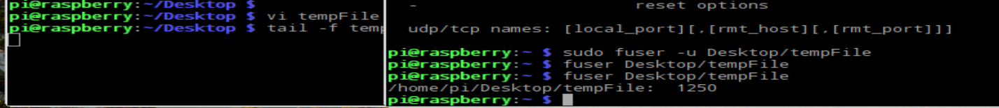 pi@raspberry:~/Desktop $
pi@raspberry:~/Desktop $ vi tempFile
pi@raspberry:~/Desktop $ tail -f temp
- reset options
udp/tcp names: [local_port][,[rmt_host][,[rmt_port]]]
pi@raspberry:~ $ sudo fuser -u Desktop/tempFile
pi@raspberry:~ $ fuser Desktop/tempFile
pi@raspberry:~ $ fuser Desktop/tempFile
/home/pi/Desktop/tempFile: 1250
pi@raspberry:~ $